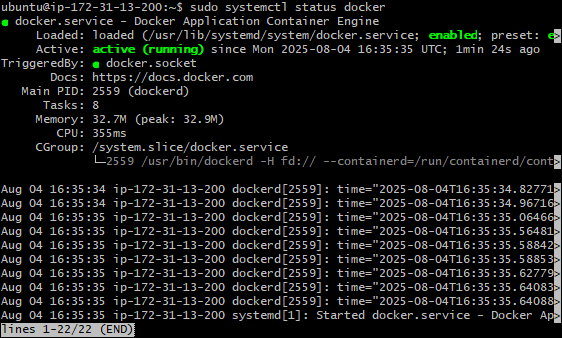 ubuntu@ip-172-31-13-200:~$ sudo systemctl status docker
● docker.service - Docker Application Container Engine
     Loaded: loaded (/usr/lib/systemd/system/docker.service; enabled; preset: e>
     Active: active (running) since Mon 2025-08-04 16:35:35 UTC; 1min 24s ago
TriggeredBy: ● docker.socket
       Docs: https://docs.docker.com
   Main PID: 2559 (dockerd)
      Tasks: 8
     Memory: 32.7M (peak: 32.9M)
        CPU: 355ms
     CGroup: /system.slice/docker.service
             └─2559 /usr/bin/dockerd -H fd:// --containerd=/run/containerd/cont>
Aug 04 16:35:34 ip-172-31-13-200 dockerd[2559]: time="2025-08-04T16:35:34.82771>
Aug 04 16:35:34 ip-172-31-13-200 dockerd[2559]: time="2025-08-04T16:35:34.96716>
Aug 04 16:35:35 ip-172-31-13-200 dockerd[2559]: time="2025-08-04T16:35:35.06466>
Aug 04 16:35:35 ip-172-31-13-200 dockerd[2559]: time="2025-08-04T16:35:35.56481>
Aug 04 16:35:35 ip-172-31-13-200 dockerd[2559]: time="2025-08-04T16:35:35.58842>
Aug 04 16:35:35 ip-172-31-13-200 dockerd[2559]: time="2025-08-04T16:35:35.58853>
Aug 04 16:35:35 ip-172-31-13-200 dockerd[2559]: time="2025-08-04T16:35:35.62779>
Aug 04 16:35:35 ip-172-31-13-200 dockerd[2559]: time="2025-08-04T16:35:35.64083>
Aug 04 16:35:35 ip-172-31-13-200 dockerd[2559]: time="2025-08-04T16:35:35.64088>
Aug 04 16:35:35 ip-172-31-13-200 systemd[1]: Started docker.service - Docker Ap>
lines 1-22/22 (END)